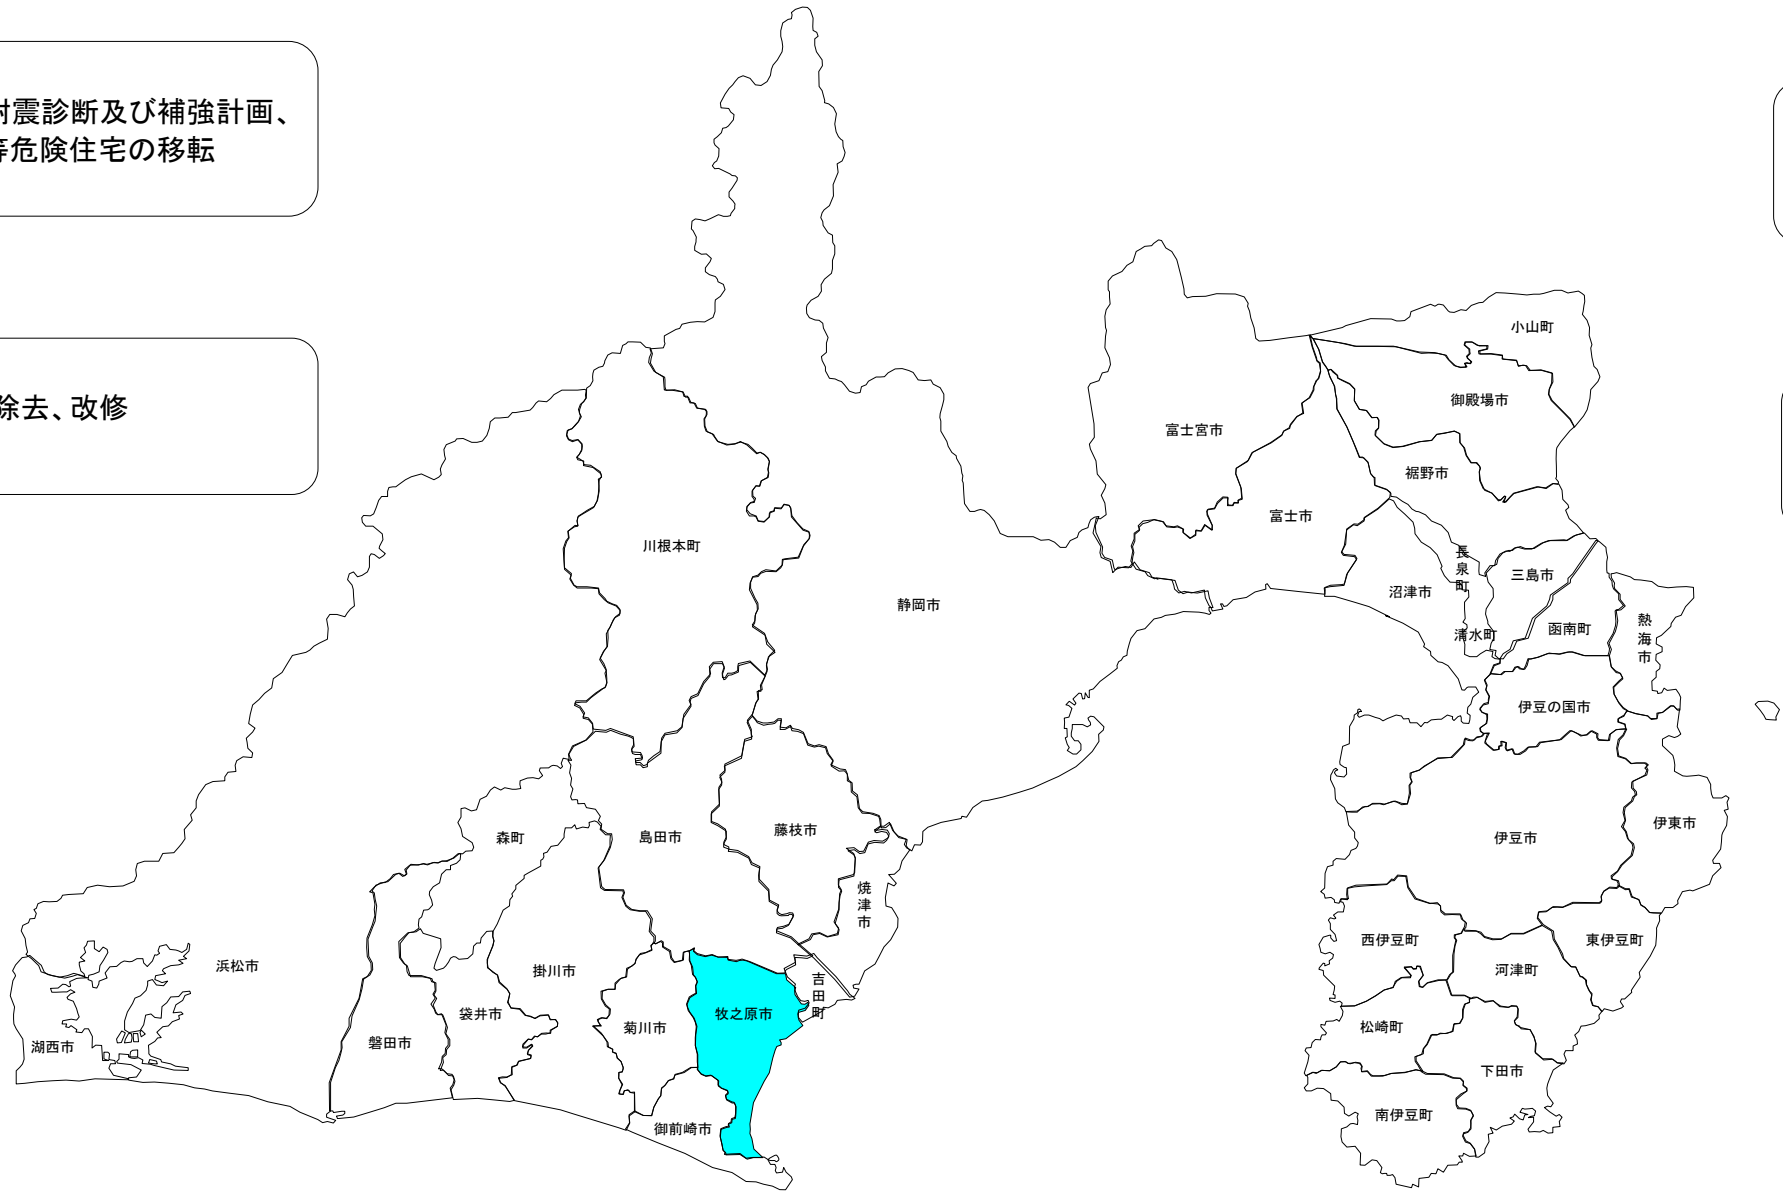 耐震診断及び補強計画、
等危険住宅の移転
除去、改修
小山町
御殿場市
富士宮市
裾野市
富士市
川根本町
長泉町
三島市
沼津市
静岡市
熱海市
函南町
清水町
伊豆の国市
伊東市
藤枝市
島田市
森町
伊豆市
焼津市
西伊豆町
東伊豆町
浜松市
掛川市
河津町
吉田町
袋井市
牧之原市
菊川市
松崎町
磐田市
湖西市
下田市
南伊豆町
御前崎市